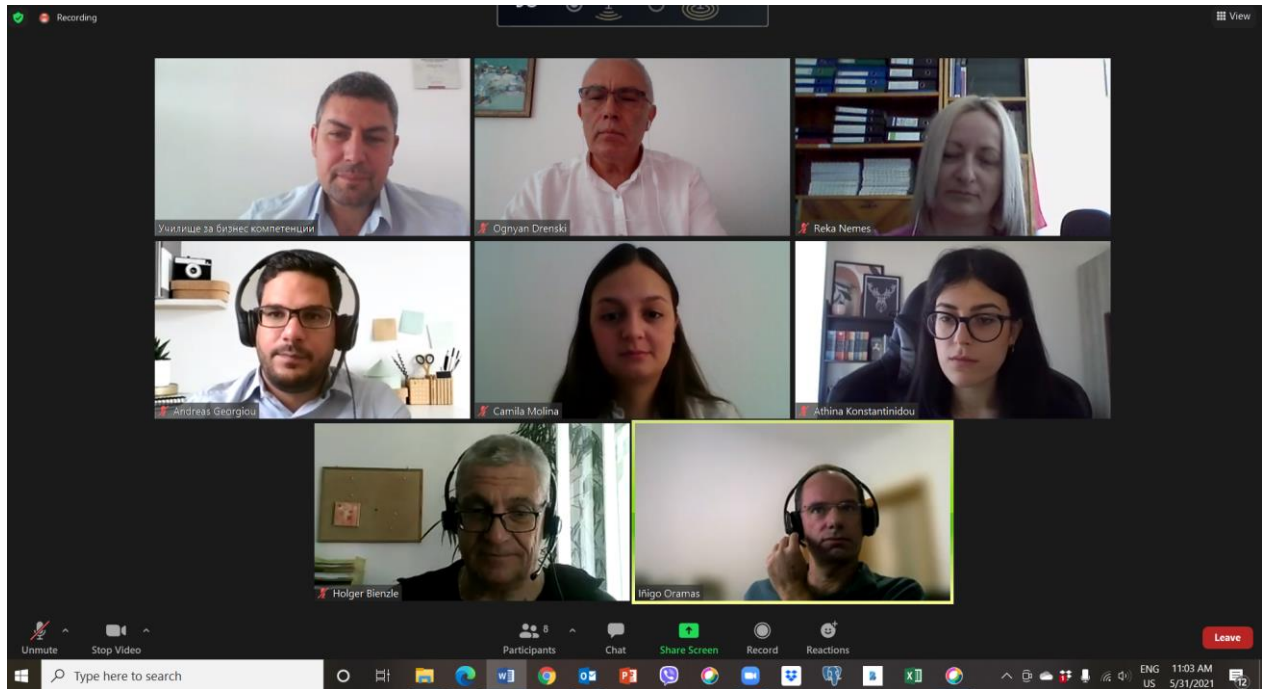 Recording
View
Училище за бизнес компетенции
Ognyan Drenski
Reka Nemes
Andreas Georgiou
Camila Molina
Athina Konstantinidou
Holger Bienzle
Iñigo Oramas
Unmute
Stop Video
Participants
8
Chat
Share Screen
Record
Reactions
Leave
Type here to search
ENG
US
11:03 AM
5/31/2021
12